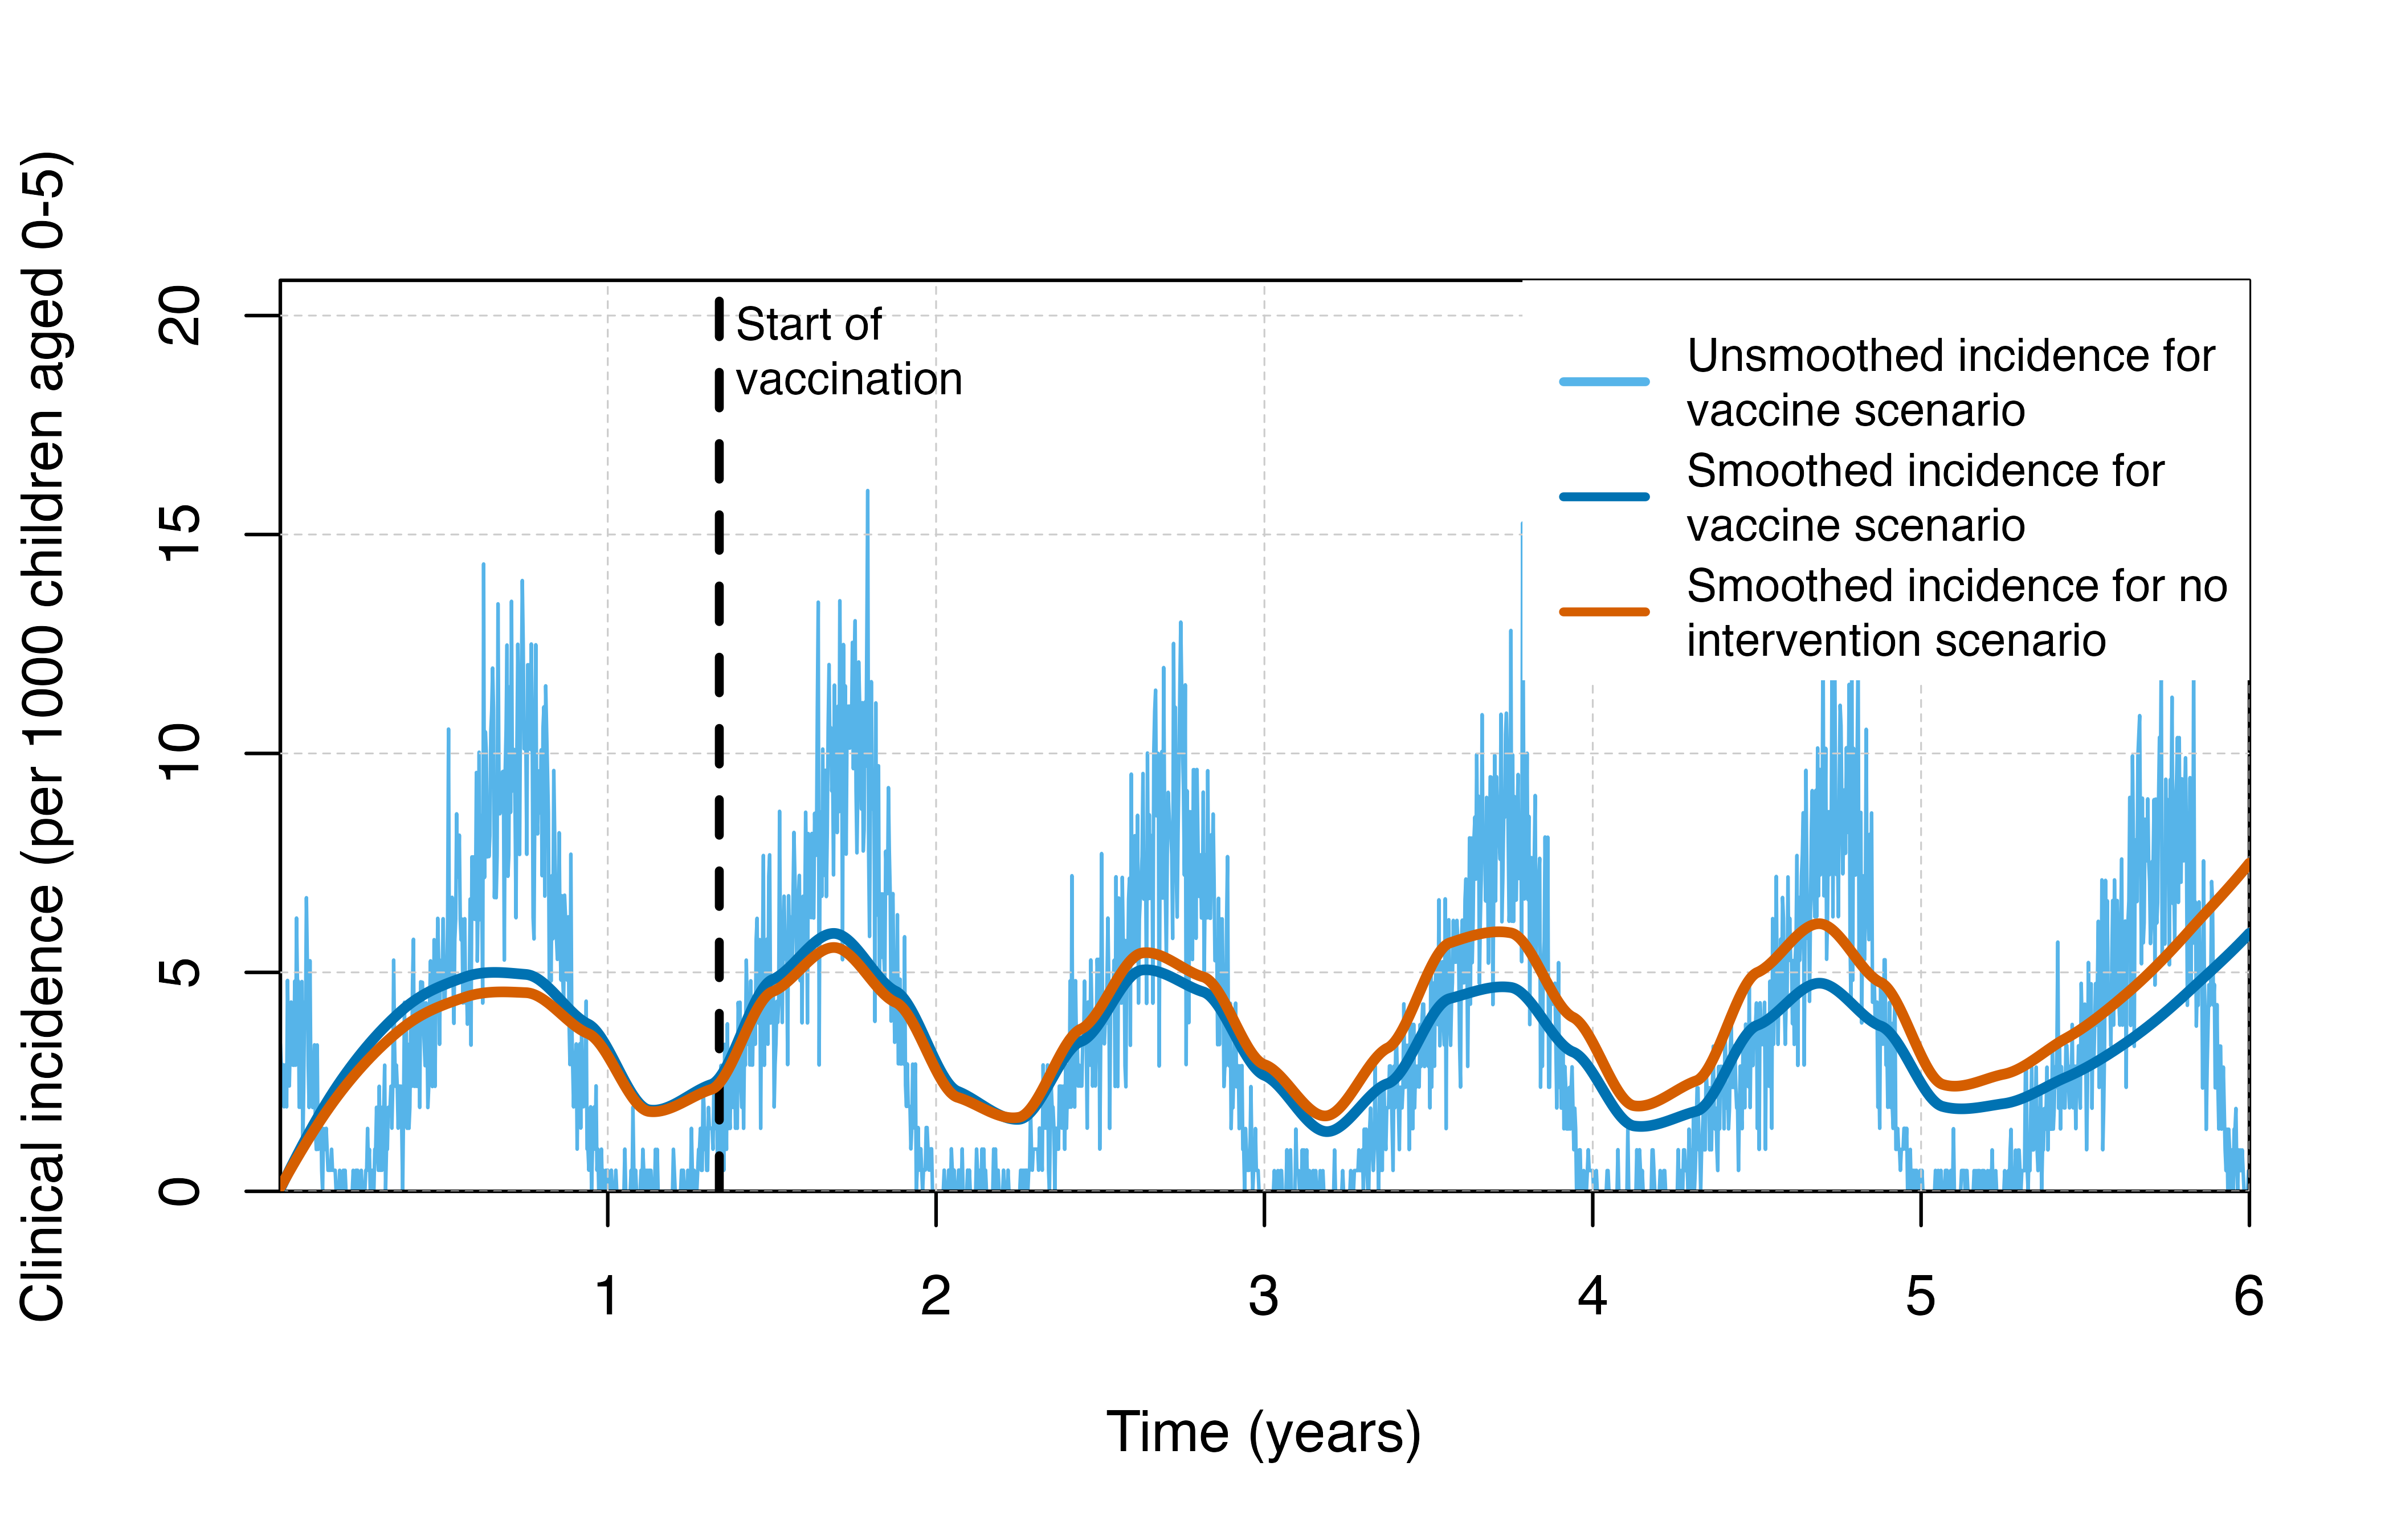 Clinical incidence (per 1000 children aged 0-5)
20
15
10
5
0
Start of
vaccination
Unsmoothed incidence for
vaccine scenario
Smoothed incidence for
vaccine scenario
Smoothed incidence for no
intervention scenario
1 2 3 4 5 6
Time (years)